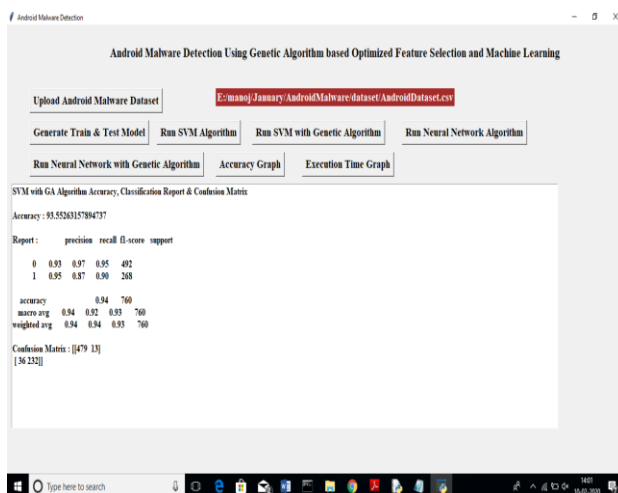 Android Malware Detection
Android Malware Detection Using Genetic Algorithm based Optimized Feature Selection and Machine Learning
Upload Android Malware Dataset
E:/manoj/January/AndroidMalware/dataset/AndroidDataset.csv
Generate Train & Test Model Run SVM Algorithm Run SVM with Genetic Algorithm Run Neural Network Algorithm
Run Neural Network with Genetic Algorithm Accuracy Graph Execution Time Graph
SVM with GA Algorithm Accuracy, Classification Report & Confusion Matrix
Accuracy : 93.55263157894737
Report : precision recall f1-score support
0 0.93 0.97 0.95 492
1 0.95 0.87 0.90 268
accuracy 0.94 760
macro avg 0.94 0.92 0.93 760
weighted avg 0.94 0.94 0.93 760
Confusion Matrix : [[479 13]
[ 36 232]]
Type here to search
14:01
10-02-2020